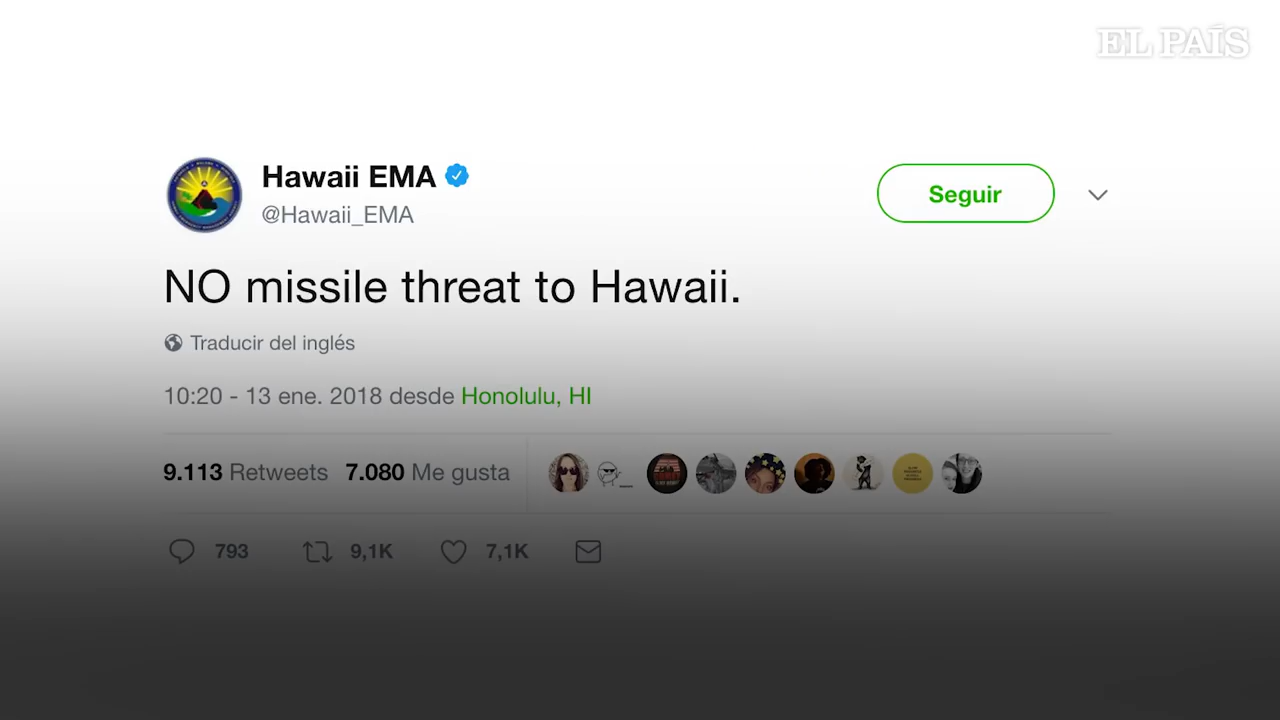 EL PAÍS
Hawaii EMA
@Hawaii_EMA
Seguir
NO missile threat to Hawaii.
Traducir del inglés
10:20 - 13 ene. 2018 desde Honolulu, HI
9.113 Retweets 7.080 Me gusta
793 9,1K 7,1K